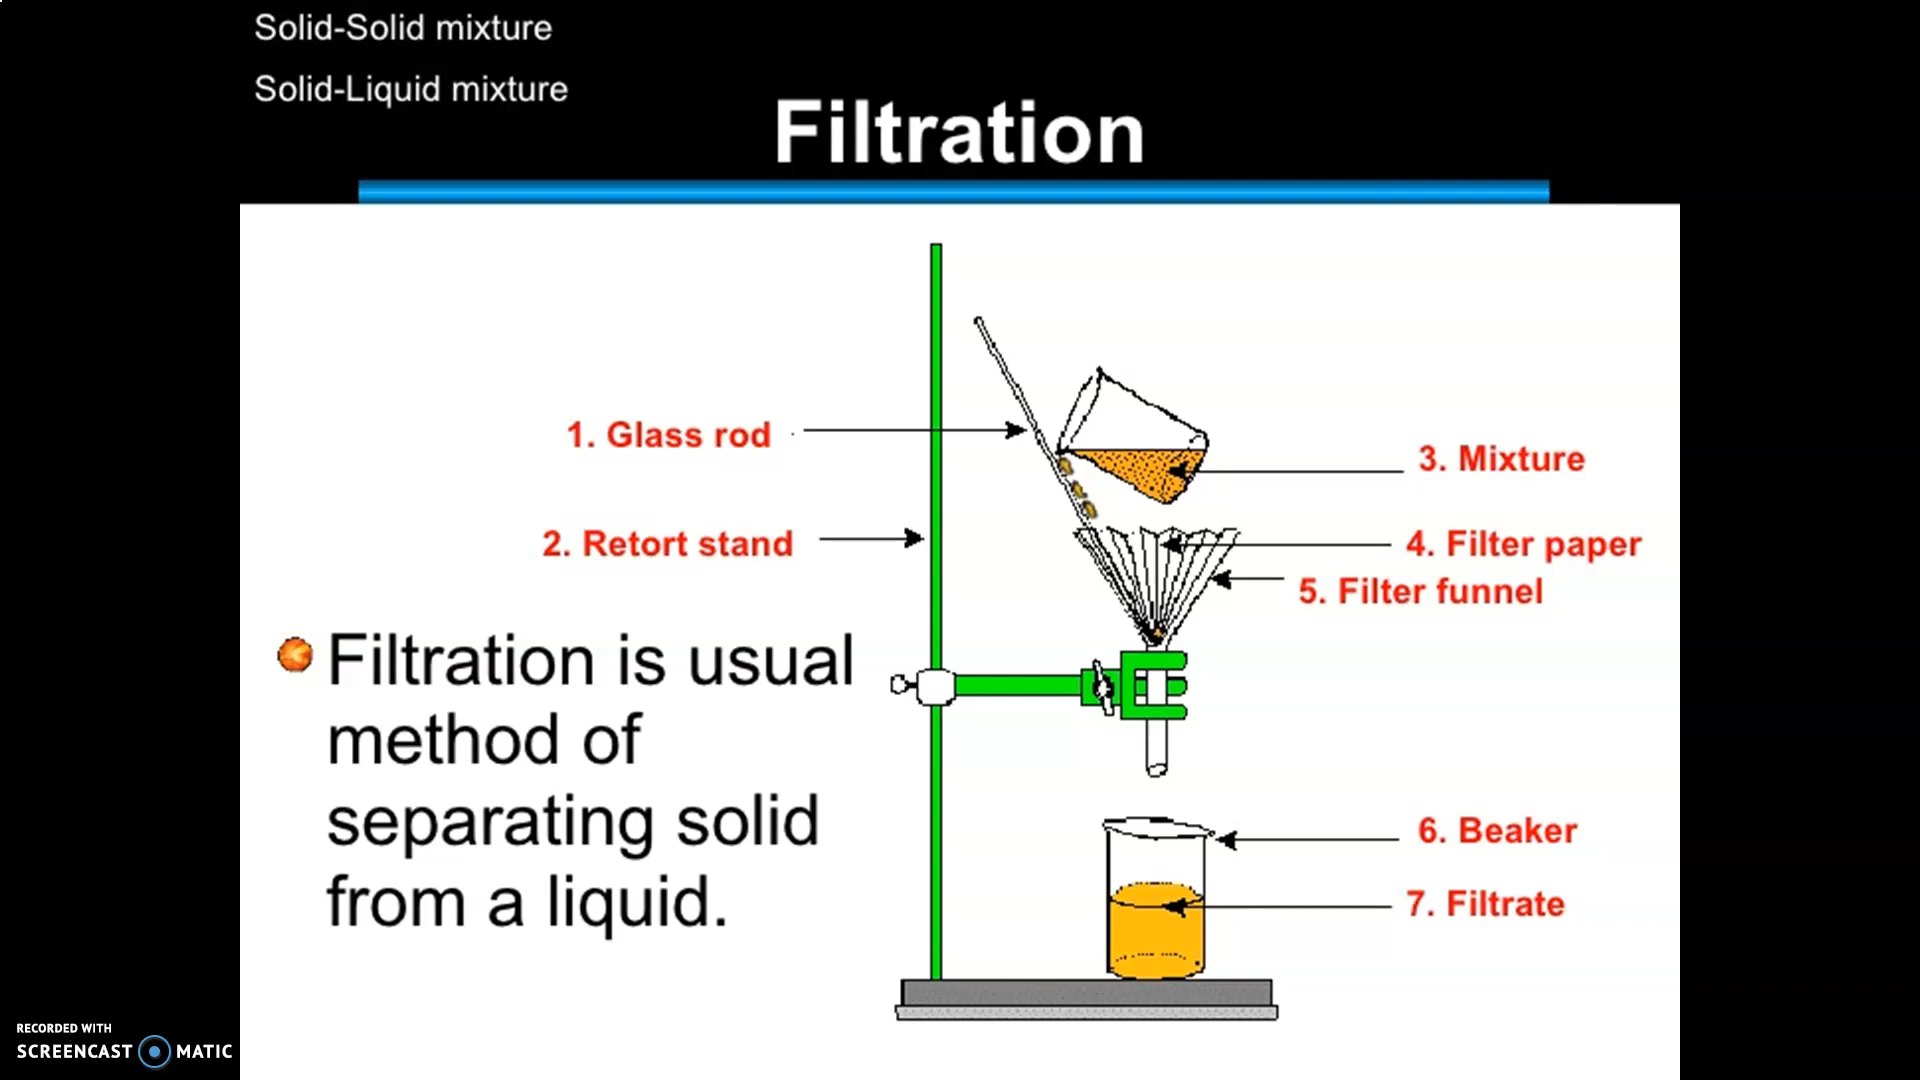 Solid-Solid mixture
Solid-Liquid mixture
Filtration
1. Glass rod
3. Mixture
2. Retort stand
4. Filter paper
5. Filter funnel
Filtration is usual
method of
separating solid
from a liquid.
6. Beaker
7. Filtrate
RECORDED WITH
SCREENCAST MATIC